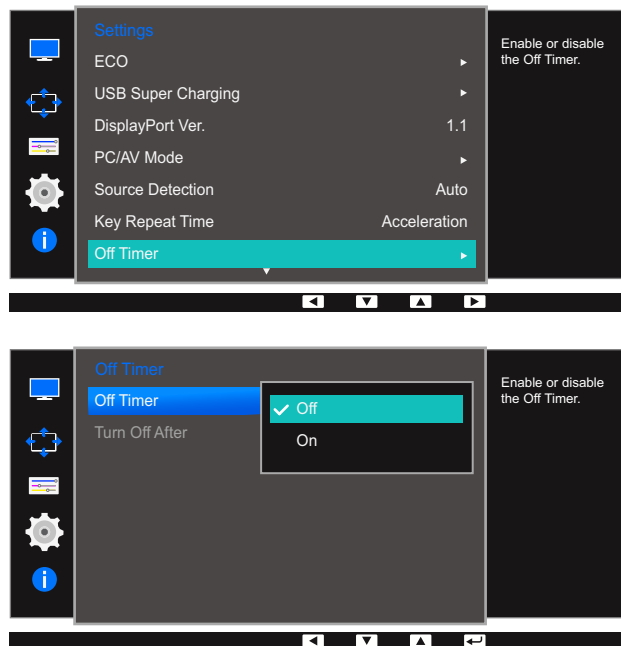 Settings
ECO
USB Super Charging
DisplayPort Ver. 1.1
PC/AV Mode
Source Detection Auto
Key Repeat Time Acceleration
Off Timer
Enable or disable
the Off Timer.
Off Timer
Off Timer
Off
Turn Off After
On
Enable or disable
the Off Timer.